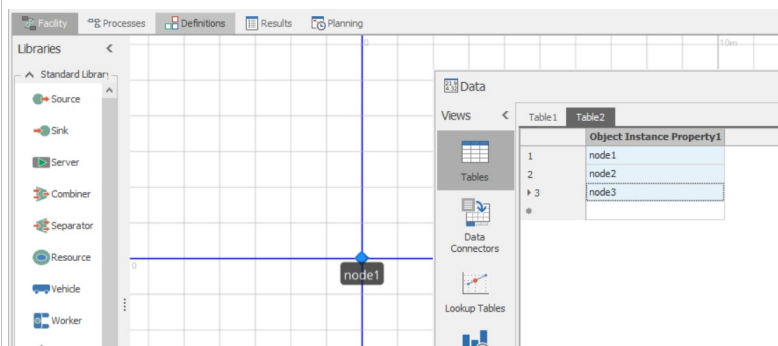 Facility
Processes
Definitions
Results
Planning
Libraries
Standard Library
Source
Sink
Server
Combiner
Separator
Resource
Vehicle
Worker
0
10m
0
node1
Data
Views
Tables
Data
Connectors
Lookup Tables
Table1
Table2
Object Instance Property1
1
node1
2
node2
3
node3